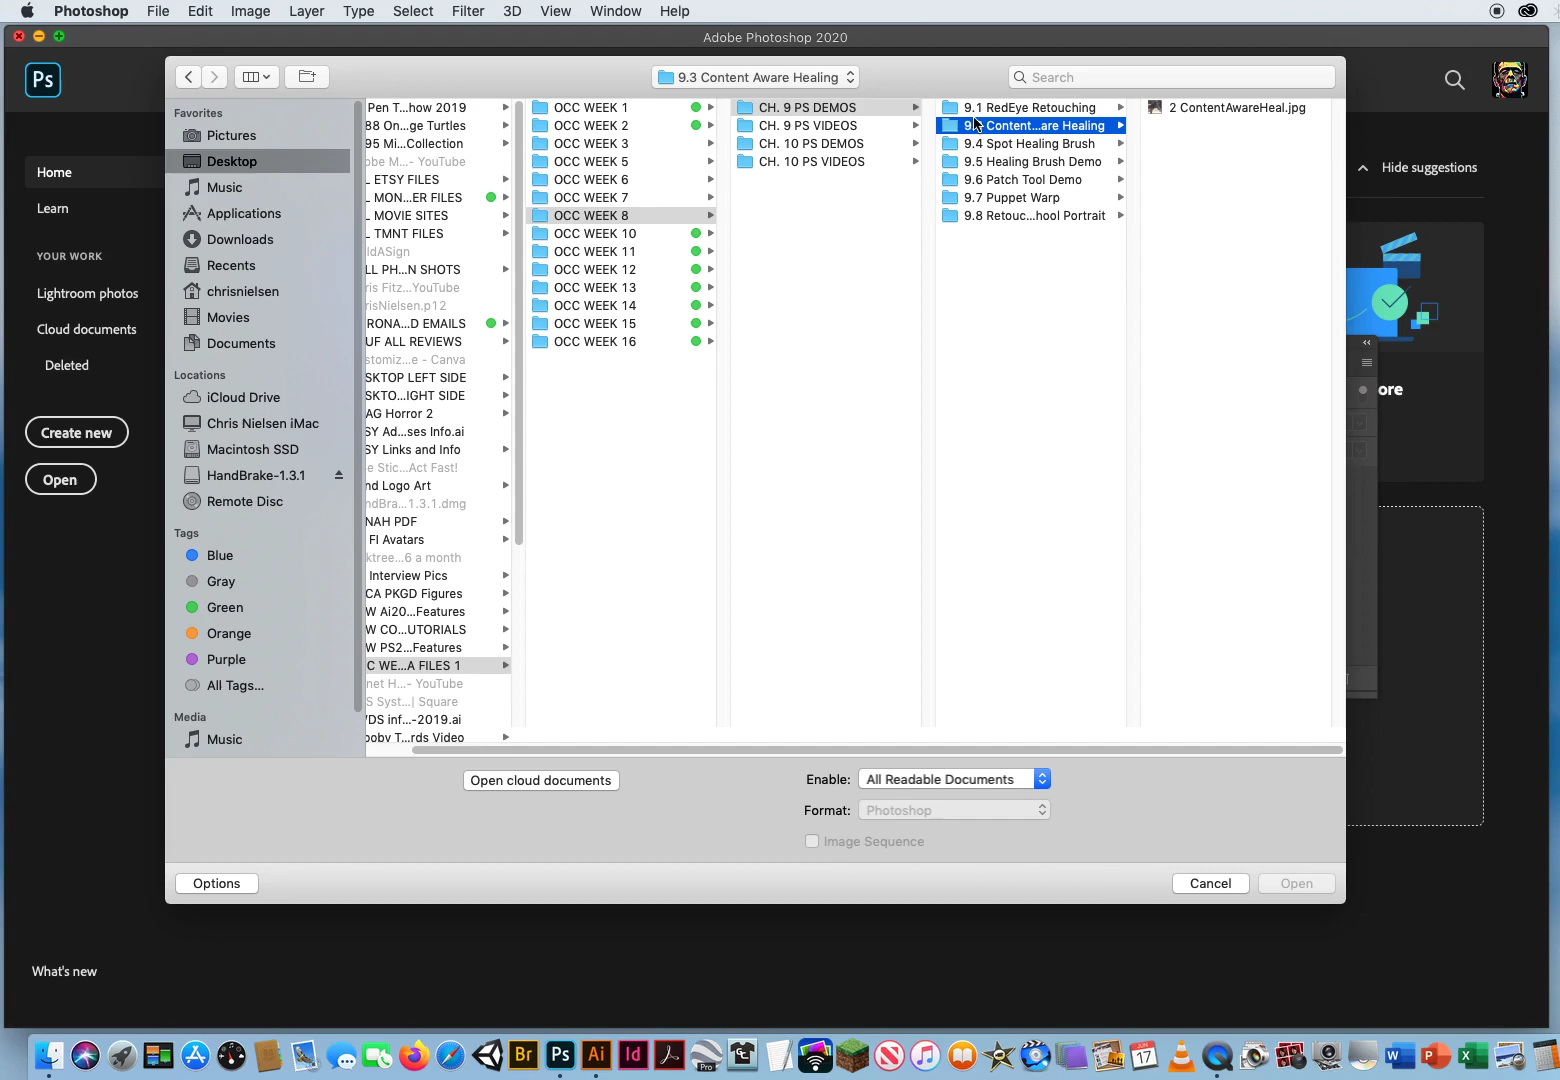 Photoshop File Edit Image Layer Type Select Filter 3D View Window Help
Adobe Photoshop 2020
Ps
9.3 Content Aware Healing
Search
Home
Learn
YOUR WORK
Lightroom photos
Cloud documents
Deleted
Create new
Open
What's new
Hide suggestions
ore
Favorites
Pictures
Desktop
Music
Applications
Downloads
Recents
chrisnielsen
Movies
Documents
Locations
iCloud Drive
Chris Nielsen iMac
Macintosh SSD
HandBrake-1.3.1
Remote Disc
Tags
Blue
Gray
Green
Orange
Purple
All Tags...
Media
Music
Pen T...how 2019
88 On...ge Turtles
95 Mi...Collection
obe M...- YouTube
L ETSY FILES
L MON...ER FILES
L MOVIE SITES
L TMNT FILES
ildASign
LL PH...N SHOTS
ris Fitz...YouTube
risNielsen.p12
RONA...D EMAILS
UF ALL REVIEWS
stomiz...e - Canva
SKTOP LEFT SIDE
SKTO...IGHT SIDE
AG Horror 2
SY Ad...ses Info.ai
SY Links and Info
e Stic...Act Fast!
nd Logo Art
ndBra...1.3.1.dmg
NAH PDF
FI Avatars
ktree...6 a month
Interview Pics
CA PKGD Figures
W Ai20...Features
W CO...UTORIALS
W PS2...Features
C WE...A FILES 1
net H...- YouTube
S Syst...| Square
DS inf...-2019.ai
ooby T...rds Video
OCC WEEK 1
OCC WEEK 2
OCC WEEK 3
OCC WEEK 5
OCC WEEK 6
OCC WEEK 7
OCC WEEK 8
OCC WEEK 10
OCC WEEK 11
OCC WEEK 12
OCC WEEK 13
OCC WEEK 14
OCC WEEK 15
OCC WEEK 16
CH. 9 PS DEMOS
CH. 9 PS VIDEOS
CH. 10 PS DEMOS
CH. 10 PS VIDEOS
9.1 RedEye Retouching
Content...are Healing
9.4 Spot Healing Brush
9.5 Healing Brush Demo
9.6 Patch Tool Demo
9.7 Puppet Warp
9.8 Retouc...hool Portrait
2 ContentAwareHeal.jpg
Open cloud documents
Enable: All Readable Documents
Format: Photoshop
Image Sequence
Options
Cancel
Open
Br Ps Ai Id Pro JUN 17 W P X